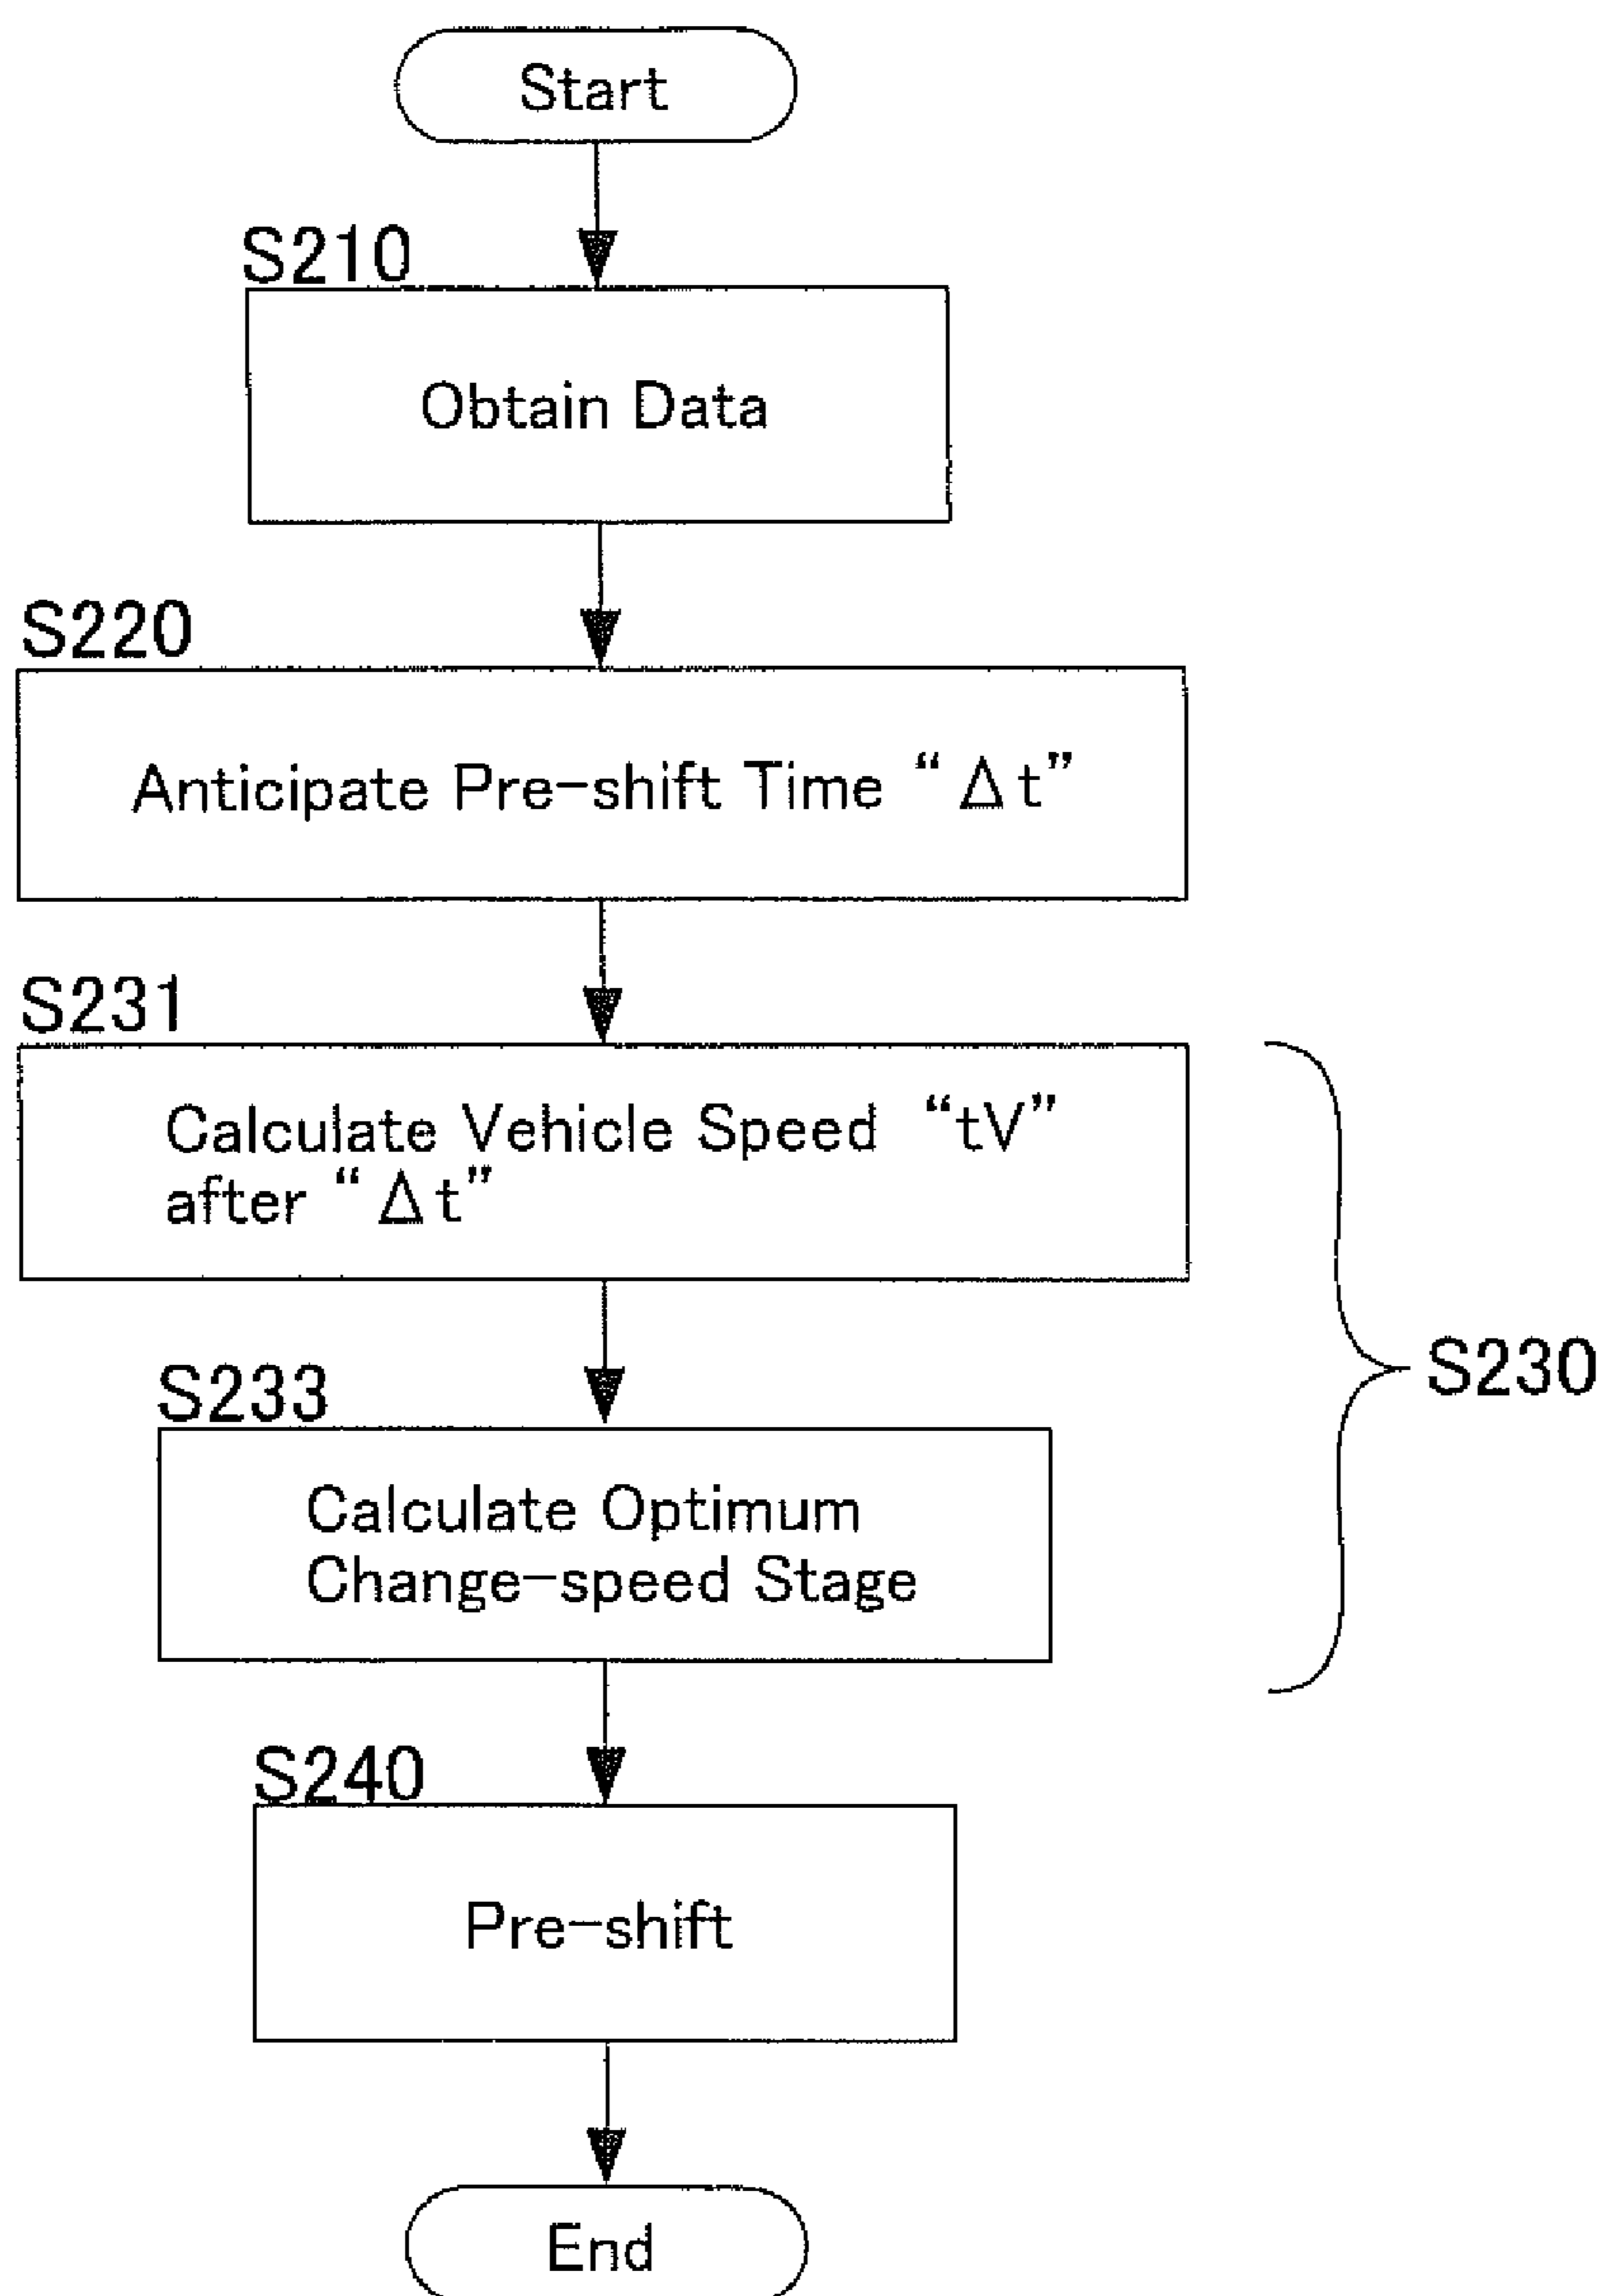 Start
S210
Obtain Data
S220
Anticipate Pre-shift Time “Δt”
S231
Calculate Vehicle Speed “tV”
after “Δt”
S230
S233
Calculate Optimum
Change-speed Stage
S240
Pre-shift
End